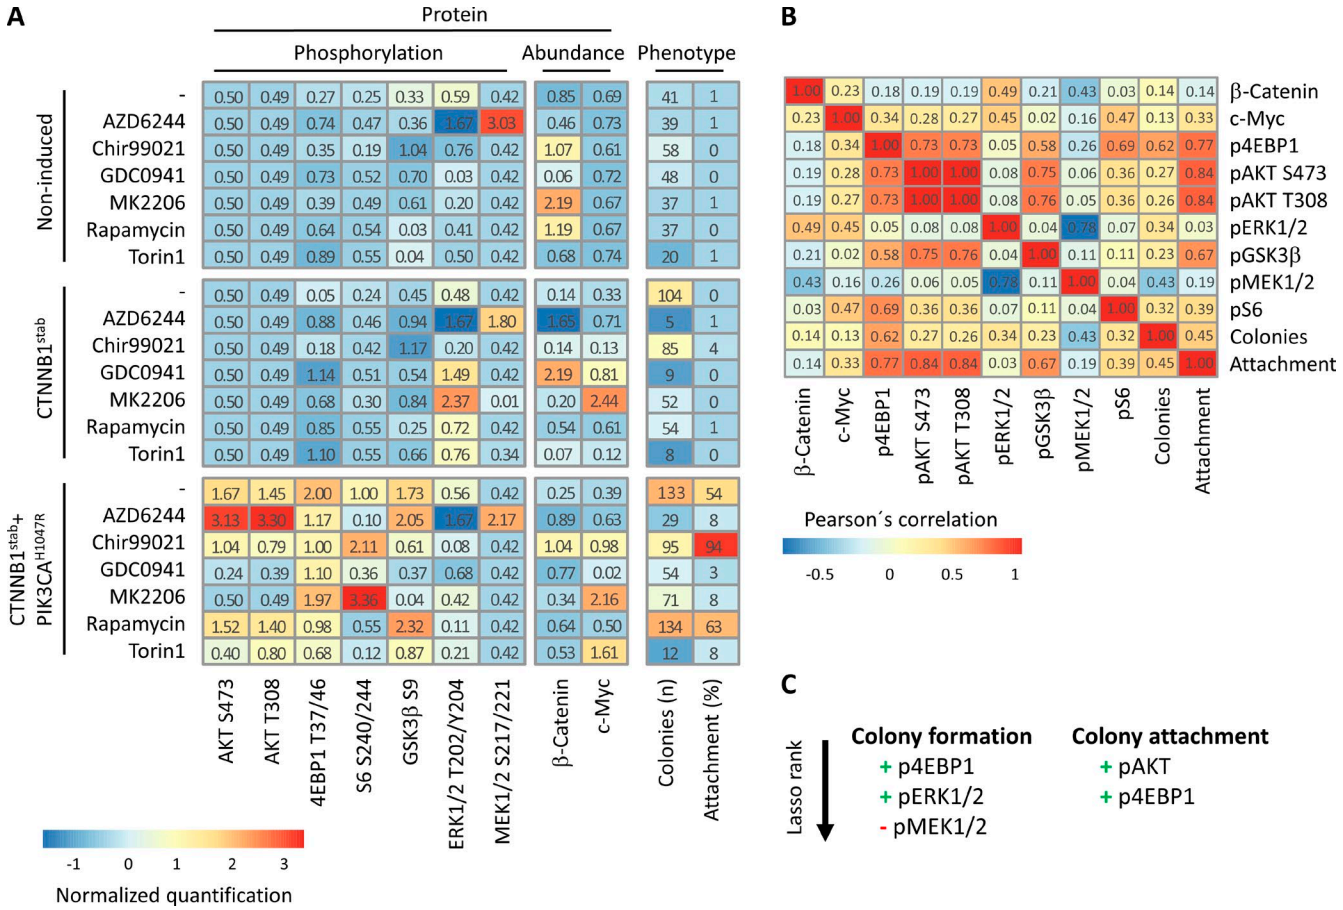 A
Protein
Phosphorylation Abundance Phenotype
Non-induced
- 0.50 0.49 0.27 0.25 0.33 0.59 0.42 0.85 0.69 41 1
AZD6244 0.50 0.49 0.74 0.47 0.36 1.67 3.03 0.46 0.73 39 1
Chir99021 0.50 0.49 0.35 0.19 1.04 0.76 0.42 1.07 0.61 58 0
GDC0941 0.50 0.49 0.73 0.52 0.70 0.03 0.42 0.06 0.72 48 0
MK2206 0.50 0.49 0.39 0.49 0.61 0.20 0.42 2.19 0.67 37 1
Rapamycin 0.50 0.49 0.64 0.54 0.03 0.41 0.42 1.19 0.67 37 0
Torin1 0.50 0.49 0.89 0.55 0.04 0.50 0.42 0.68 0.74 20 1
CTNNB1stab
- 0.50 0.49 0.05 0.24 0.45 0.48 0.42 0.14 0.33 104 0
AZD6244 0.50 0.49 0.88 0.46 0.94 1.67 1.80 1.65 0.71 5 1
Chir99021 0.50 0.49 0.18 0.42 1.17 0.20 0.42 0.14 0.13 85 4
GDC0941 0.50 0.49 1.14 0.51 0.54 1.49 0.42 2.19 0.81 9 0
MK2206 0.50 0.49 0.68 0.30 0.84 2.37 0.01 0.20 2.44 52 0
Rapamycin 0.50 0.49 0.85 0.55 0.25 0.72 0.42 0.54 0.61 54 1
Torin1 0.50 0.49 1.10 0.55 0.66 0.76 0.34 0.07 0.12 8 0
CTNNB1stab+
PIK3CAH1047R
- 1.67 1.45 2.00 1.00 1.73 0.56 0.42 0.25 0.39 133 54
AZD6244 3.13 3.30 1.17 0.10 2.05 1.67 2.17 0.89 0.63 29 8
Chir99021 1.04 0.79 1.00 2.11 0.61 0.08 0.42 1.04 0.98 95 94
GDC0941 0.24 0.39 1.10 0.36 0.37 0.68 0.42 0.77 0.02 54 3
MK2206 0.50 0.49 1.97 3.36 0.04 0.42 0.42 0.34 2.16 71 8
Rapamycin 1.52 1.40 0.98 0.55 2.32 0.11 0.42 0.64 0.50 134 63
Torin1 0.40 0.80 0.68 0.12 0.87 0.21 0.42 0.53 1.61 12 8
AKT S473
AKT T308
4EBP1 T37/46
S6 S240/244
GSK3β S9
ERK1/2 T202/Y204
MEK1/2 S217/221
β-Catenin
c-Myc
Colonies (n)
Attachment (%)
-1 0 1 2 3
Normalized quantification
B
1.00 0.23 0.18 0.19 0.19 0.49 0.21 0.43 0.03 0.14 0.14 β-Catenin
0.23 1.00 0.34 0.28 0.27 0.45 0.02 0.16 0.47 0.13 0.33 c-Myc
0.18 0.34 1.00 0.73 0.73 0.05 0.58 0.26 0.69 0.62 0.77 p4EBP1
0.19 0.28 0.73 1.00 1.00 0.08 0.75 0.06 0.36 0.27 0.84 pAKT S473
0.19 0.27 0.73 1.00 1.00 0.08 0.76 0.05 0.36 0.26 0.84 pAKT T308
0.49 0.45 0.05 0.08 0.08 1.00 0.04 0.78 0.07 0.34 0.03 pERK1/2
0.21 0.02 0.58 0.75 0.76 0.04 1.00 0.11 0.11 0.23 0.67 pGSK3β
0.43 0.16 0.26 0.06 0.05 0.78 0.11 1.00 0.04 0.43 0.19 pMEK1/2
0.03 0.47 0.69 0.36 0.36 0.07 0.11 0.04 1.00 0.32 0.39 pS6
0.14 0.13 0.62 0.27 0.26 0.34 0.23 0.43 0.32 1.00 0.45 Colonies
0.14 0.33 0.77 0.84 0.84 0.03 0.67 0.19 0.39 0.45 1.00 Attachment
β-Catenin
c-Myc
p4EBP1
pAKT S473
pAKT T308
pERK1/2
pGSK3β
pMEK1/2
pS6
Colonies
Attachment
Pearson´s correlation
-0.5 0 0.5 1
C
Lasso rank
Colony formation
+ p4EBP1
+ pERK1/2
- pMEK1/2
Colony attachment
+ pAKT
+ p4EBP1